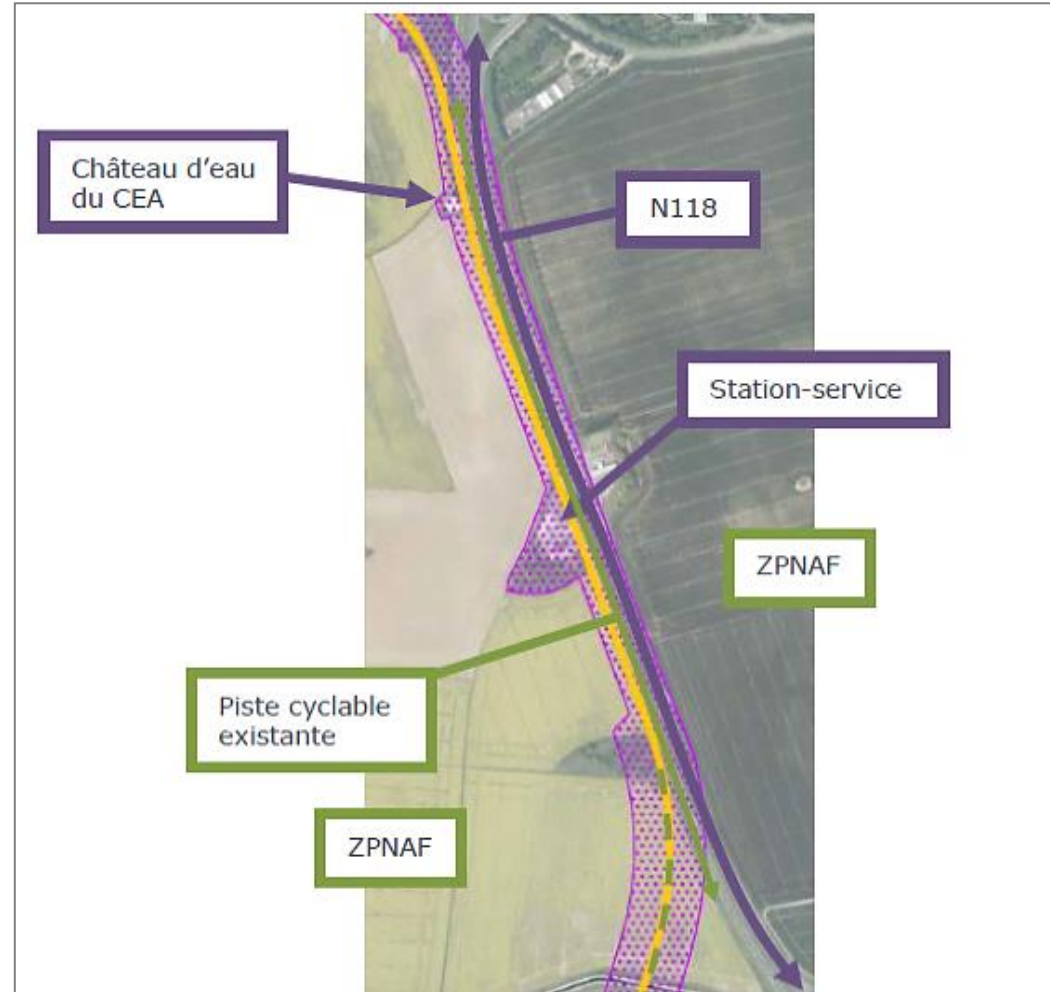 Château d'eau
du CEA
N118
Station-service
ZPNAF
Piste cyclable
existante
ZPNAF